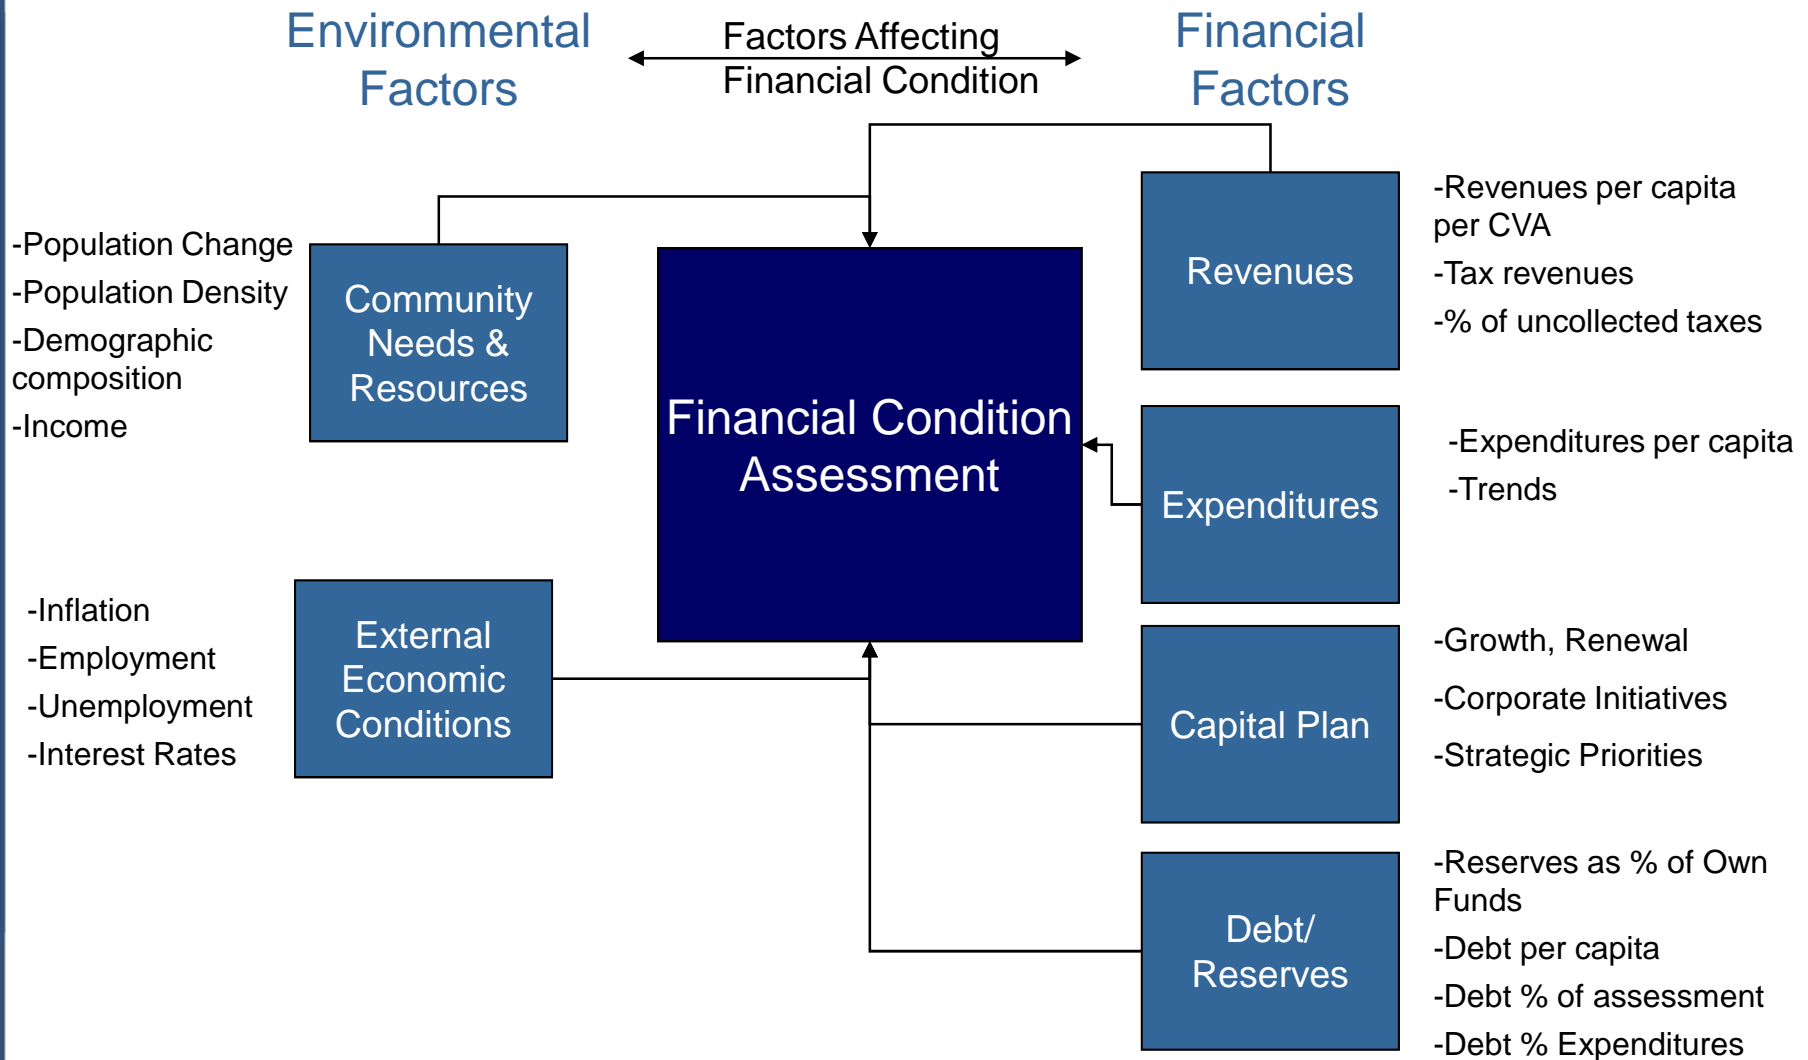 Environmental
Factors
Factors Affecting
Financial Condition
Financial
Factors
-Population Change
-Population Density
-Demographic
composition
-Income
Community
Needs &
Resources
-Inflation
-Employment
-Unemployment
-Interest Rates
External
Economic
Conditions
Financial Condition
Assessment
Revenues
-Revenues per capita
per CVA
-Tax revenues
-% of uncollected taxes
Expenditures
-Expenditures per capita
-Trends
Capital Plan
-Growth, Renewal
-Corporate Initiatives
-Strategic Priorities
Debt/
Reserves
-Reserves as % of Own
Funds
-Debt per capita
-Debt % of assessment
-Debt % Expenditures